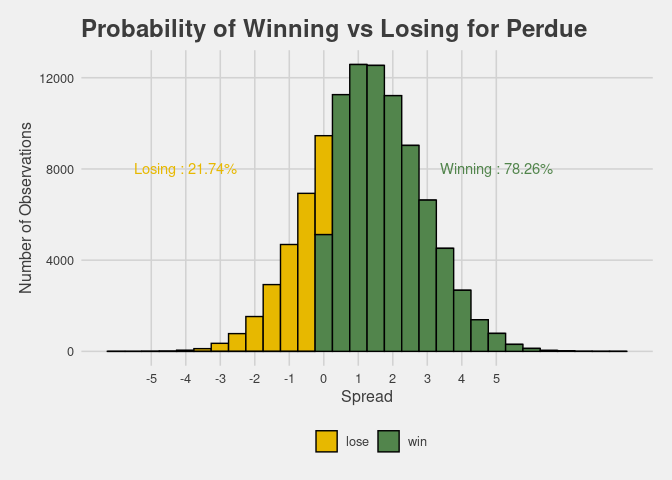 Probability of Winning vs Losing for Perdue
Number of Observations
12000
8000
4000
0
Losing : 21.74%
Winning : 78.26%
-5 -4 -3 -2 -1 0 1 2 3 4 5
Spread
lose win